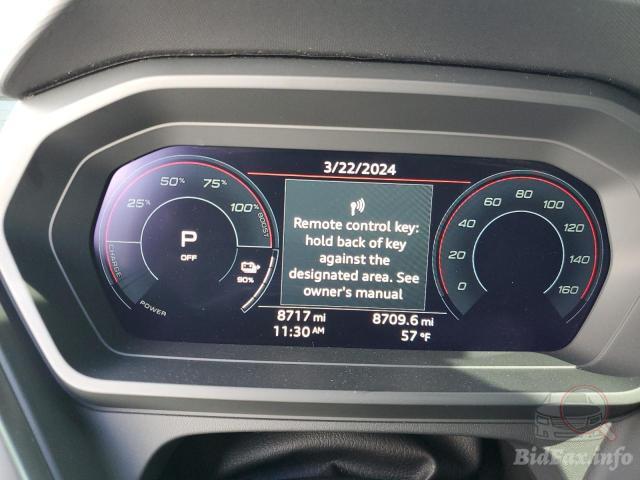 3/22/2024
25%
50%
75%
100%
BOOST
CHARGE
P
OFF
90%
POWER
Remote control key:
hold back of key
against the
designated area. See
owner's manual
8717 mi
8709.6 mi
11:30 AM
57 °F
0
20
40
60
80
100
120
140
160
BidFax.info